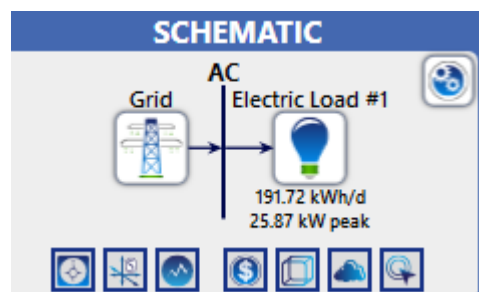 SCHEMATIC
AC
Grid
Electric Load #1
191.72 kWh/d
25.87 kW peak